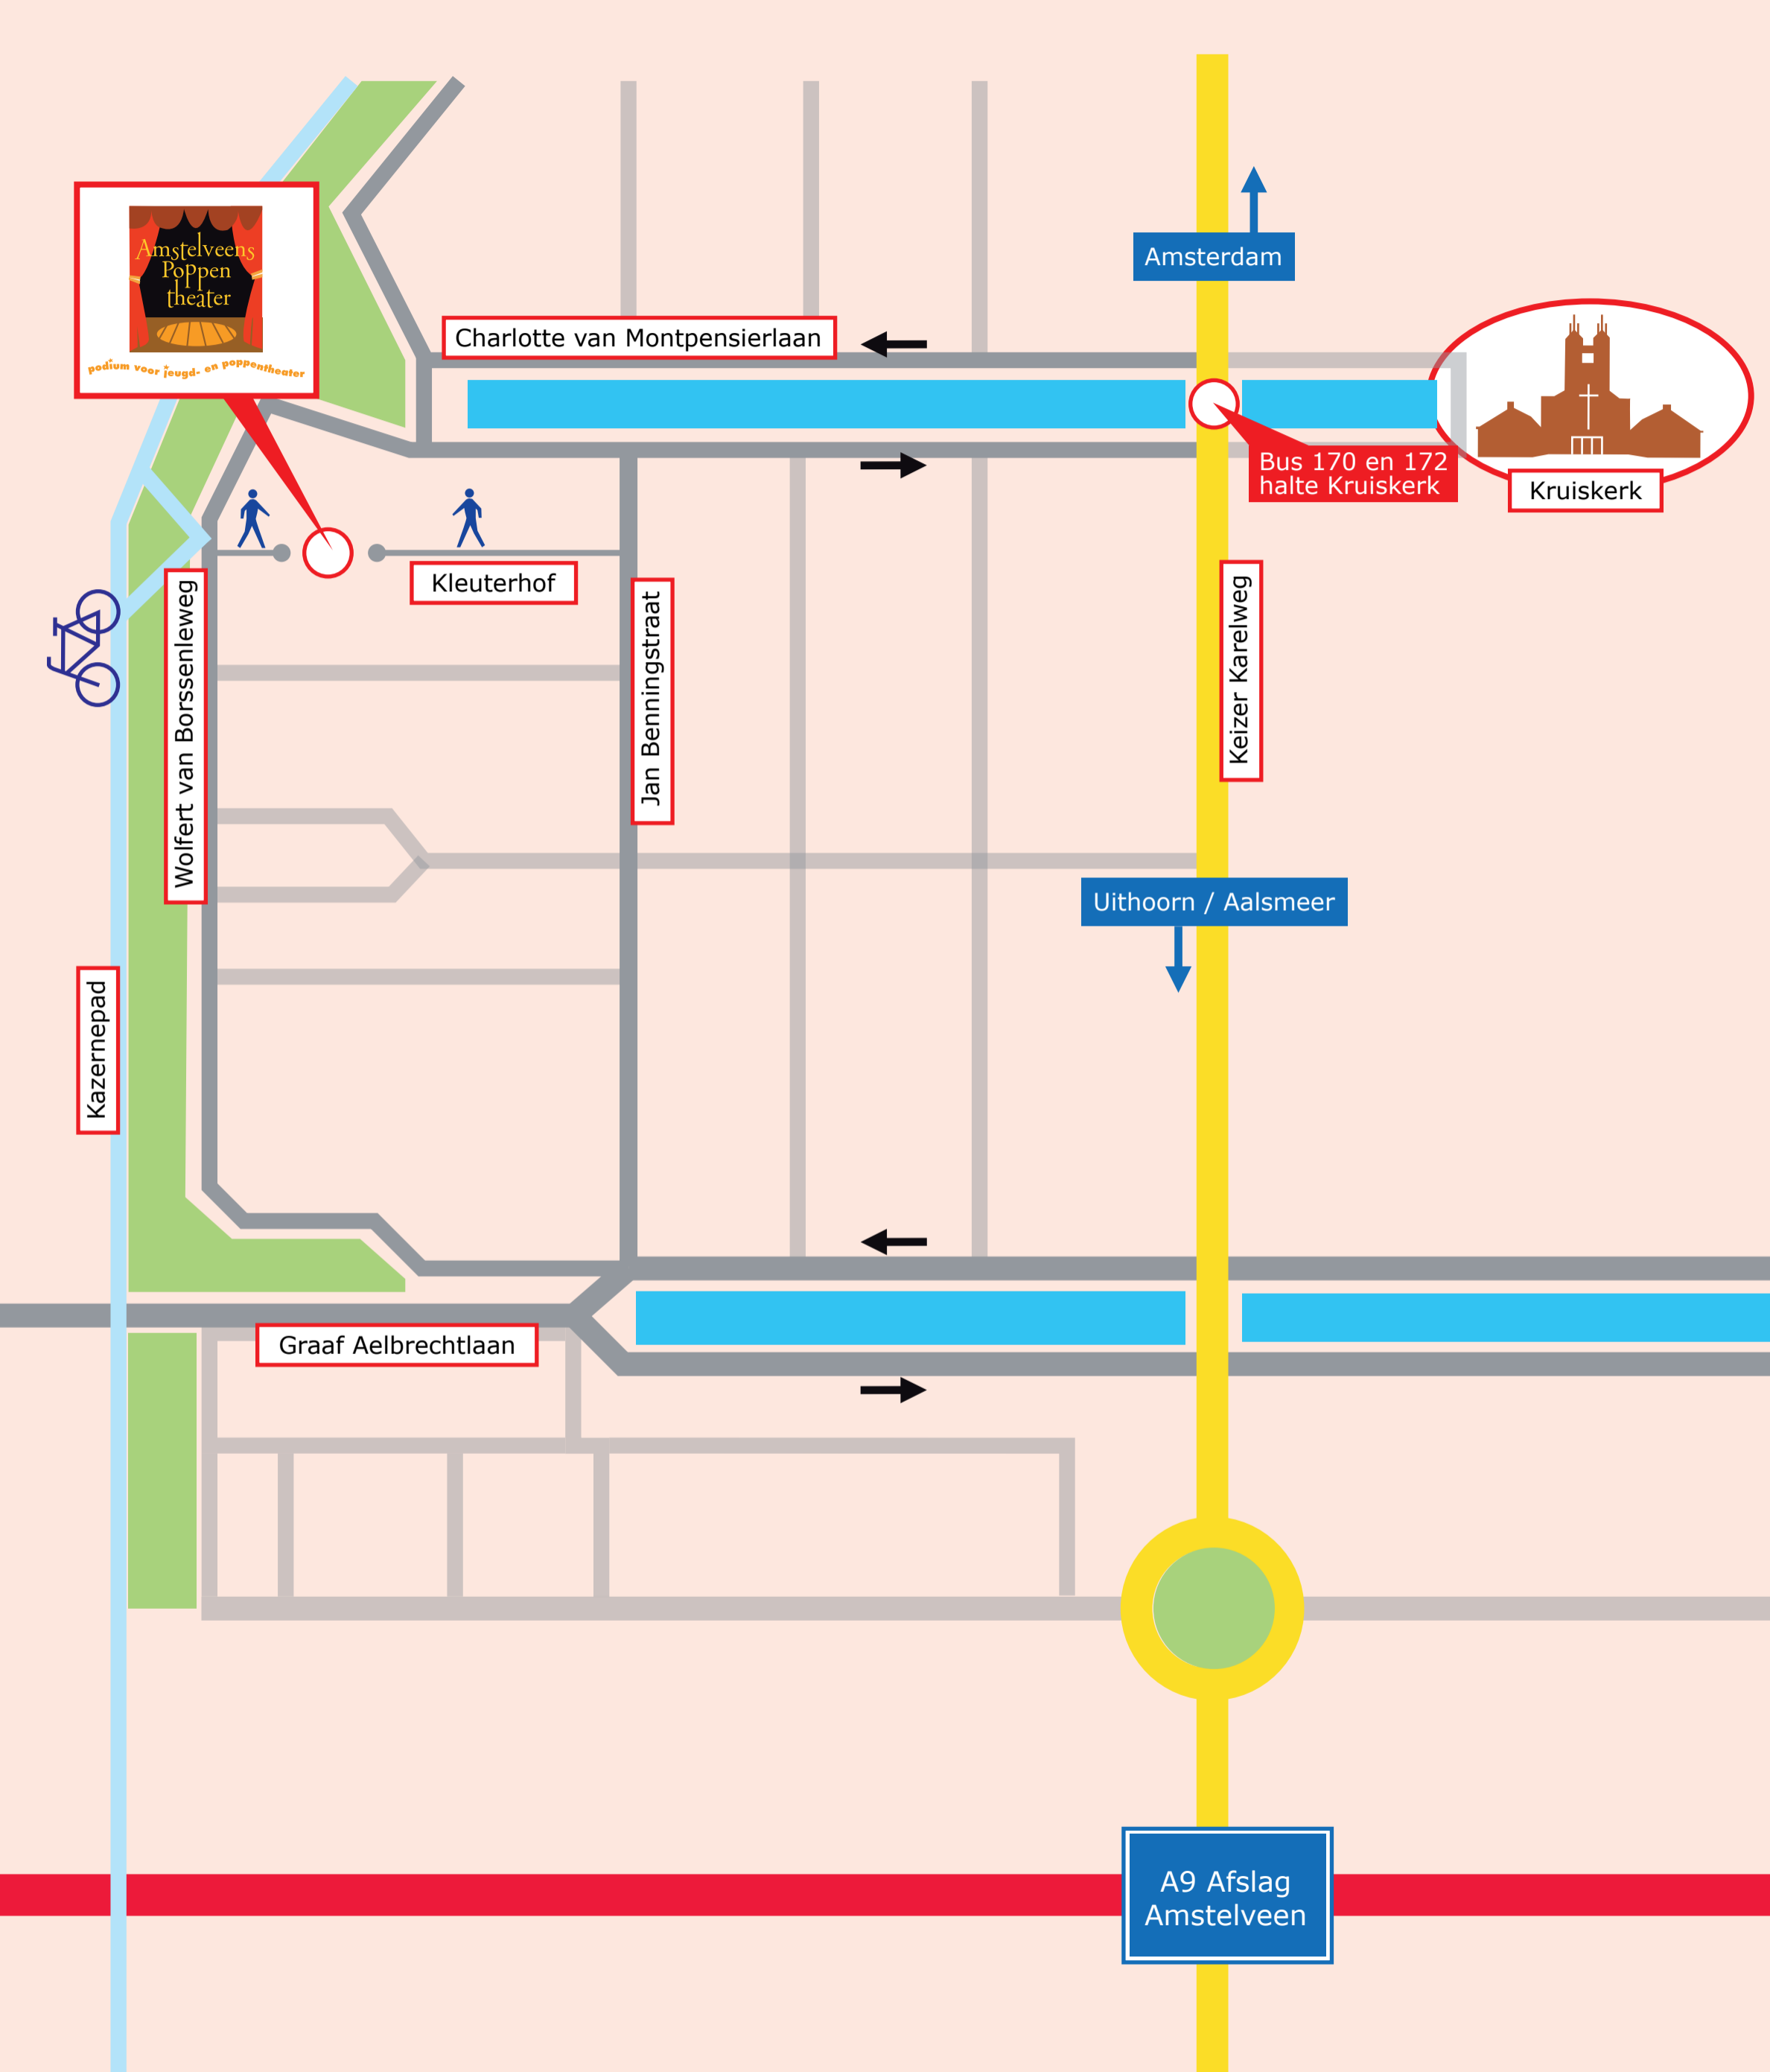 Amsterdam
Amstelveens
Poppen
theater
podium voor jeugd- en poppentheater
Charlotte van Montpensierlaan
Bus 170 en 172
halte Kruiskerk
Kruiskerk
Kleuterhof
Wolfert van Borssenleweg
Jan Benningstraat
Keizer Karelweg
Uithoorn / Aalsmeer
Kazernepad
Graaf Aelbrechtlaan
A9 Afslag
Amstelveen